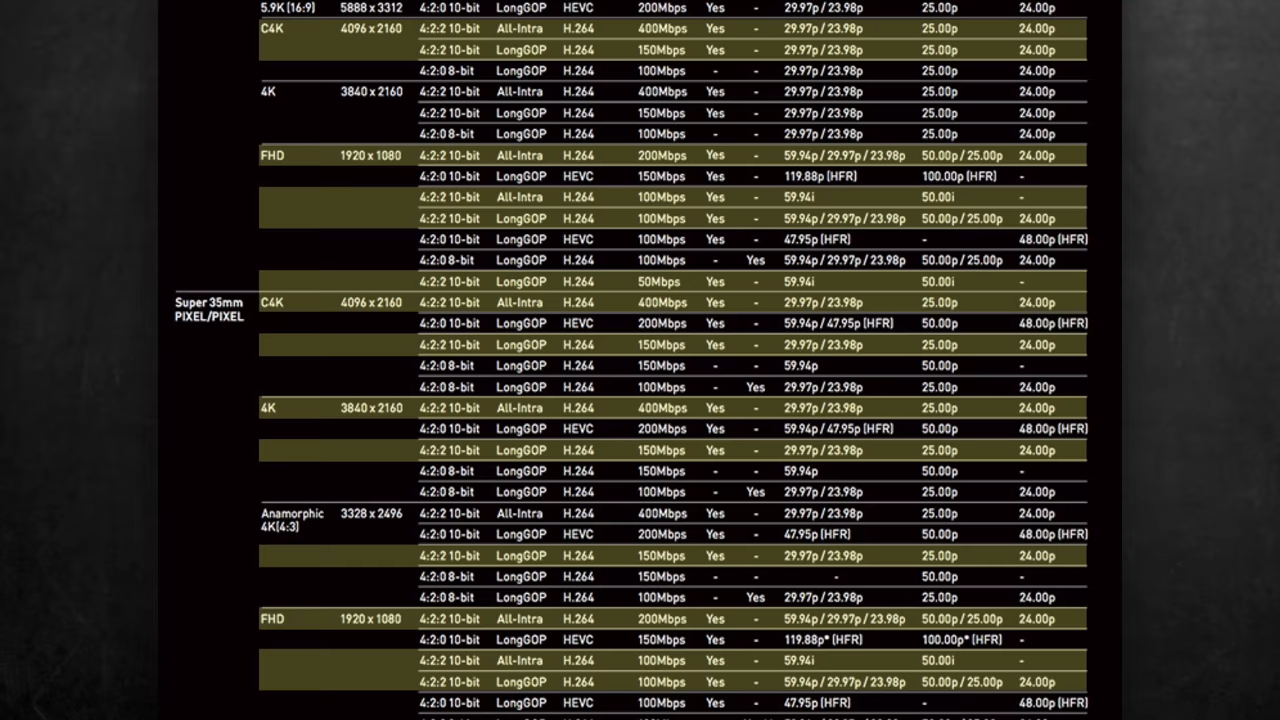 5.9K (16:9) 5888 x 3312 4:2:0 10-bit LongGOP HEVC 200Mbps Yes - 29.97p / 23.98p 25.00p 24.00p
C4K 4096 x 2160 4:2:2 10-bit All-Intra H.264 400Mbps Yes - 29.97p / 23.98p 25.00p 24.00p
4:2:2 10-bit LongGOP H.264 150Mbps Yes - 29.97p / 23.98p 25.00p 24.00p
4:2:0 8-bit LongGOP H.264 100Mbps - - 29.97p / 23.98p 25.00p 24.00p
4K 3840 x 2160 4:2:2 10-bit All-Intra H.264 400Mbps Yes - 29.97p / 23.98p 25.00p 24.00p
4:2:2 10-bit LongGOP H.264 150Mbps Yes - 29.97p / 23.98p 25.00p 24.00p
4:2:0 8-bit LongGOP H.264 100Mbps - - 29.97p / 23.98p 25.00p 24.00p
FHD 1920 x 1080 4:2:2 10-bit All-Intra H.264 200Mbps Yes - 59.94p / 29.97p / 23.98p 50.00p / 25.00p 24.00p
4:2:0 10-bit LongGOP HEVC 150Mbps Yes - 119.88p (HFR) 100.00p (HFR) -
4:2:2 10-bit All-Intra H.264 100Mbps Yes - 59.94i 50.00i -
4:2:2 10-bit LongGOP H.264 100Mbps Yes - 59.94p / 29.97p / 23.98p 50.00p / 25.00p 24.00p
4:2:0 10-bit LongGOP HEVC 100Mbps Yes - 47.95p (HFR) - 48.00p (HFR)
4:2:0 8-bit LongGOP H.264 100Mbps - Yes 59.94p / 29.97p / 23.98p 50.00p / 25.00p 24.00p
4:2:2 10-bit LongGOP H.264 50Mbps Yes - 59.94i 50.00i -
Super 35mm C4K 4096 x 2160 4:2:2 10-bit All-Intra H.264 400Mbps Yes - 29.97p / 23.98p 25.00p 24.00p
PIXEL/PIXEL
4:2:0 10-bit LongGOP HEVC 200Mbps Yes - 59.94p / 47.95p (HFR) 50.00p 48.00p (HFR)
4:2:2 10-bit LongGOP H.264 150Mbps Yes - 29.97p / 23.98p 25.00p 24.00p
4:2:0 8-bit LongGOP H.264 150Mbps - - 59.94p 50.00p -
4:2:0 8-bit LongGOP H.264 100Mbps - Yes 29.97p / 23.98p 25.00p 24.00p
4K 3840 x 2160 4:2:2 10-bit All-Intra H.264 400Mbps Yes - 29.97p / 23.98p 25.00p 24.00p
4:2:0 10-bit LongGOP HEVC 200Mbps Yes - 59.94p / 47.95p (HFR) 50.00p 48.00p (HFR)
4:2:2 10-bit LongGOP H.264 150Mbps Yes - 29.97p / 23.98p 25.00p 24.00p
4:2:0 8-bit LongGOP H.264 150Mbps - - 59.94p 50.00p -
4:2:0 8-bit LongGOP H.264 100Mbps - Yes 29.97p / 23.98p 25.00p 24.00p
Anamorphic 3328 x 2496 4:2:2 10-bit All-Intra H.264 400Mbps Yes - 29.97p / 23.98p 25.00p 24.00p
4K(4:3)
4:2:0 10-bit LongGOP HEVC 200Mbps Yes - 47.95p (HFR) 50.00p 48.00p (HFR)
4:2:2 10-bit LongGOP H.264 150Mbps Yes - 29.97p / 23.98p 25.00p 24.00p
4:2:0 8-bit LongGOP H.264 150Mbps - - - 50.00p -
4:2:0 8-bit LongGOP H.264 100Mbps - Yes 29.97p / 23.98p 25.00p 24.00p
FHD 1920 x 1080 4:2:2 10-bit All-Intra H.264 200Mbps Yes - 59.94p / 29.97p / 23.98p 50.00p / 25.00p 24.00p
4:2:0 10-bit LongGOP HEVC 150Mbps Yes - 119.88p* (HFR) 100.00p* (HFR) -
4:2:2 10-bit All-Intra H.264 100Mbps Yes - 59.94i 50.00i -
4:2:2 10-bit LongGOP H.264 100Mbps Yes - 59.94p / 29.97p / 23.98p 50.00p / 25.00p 24.00p
4:2:0 10-bit LongGOP HEVC 100Mbps Yes - 47.95p (HFR) - 48.00p (HFR)